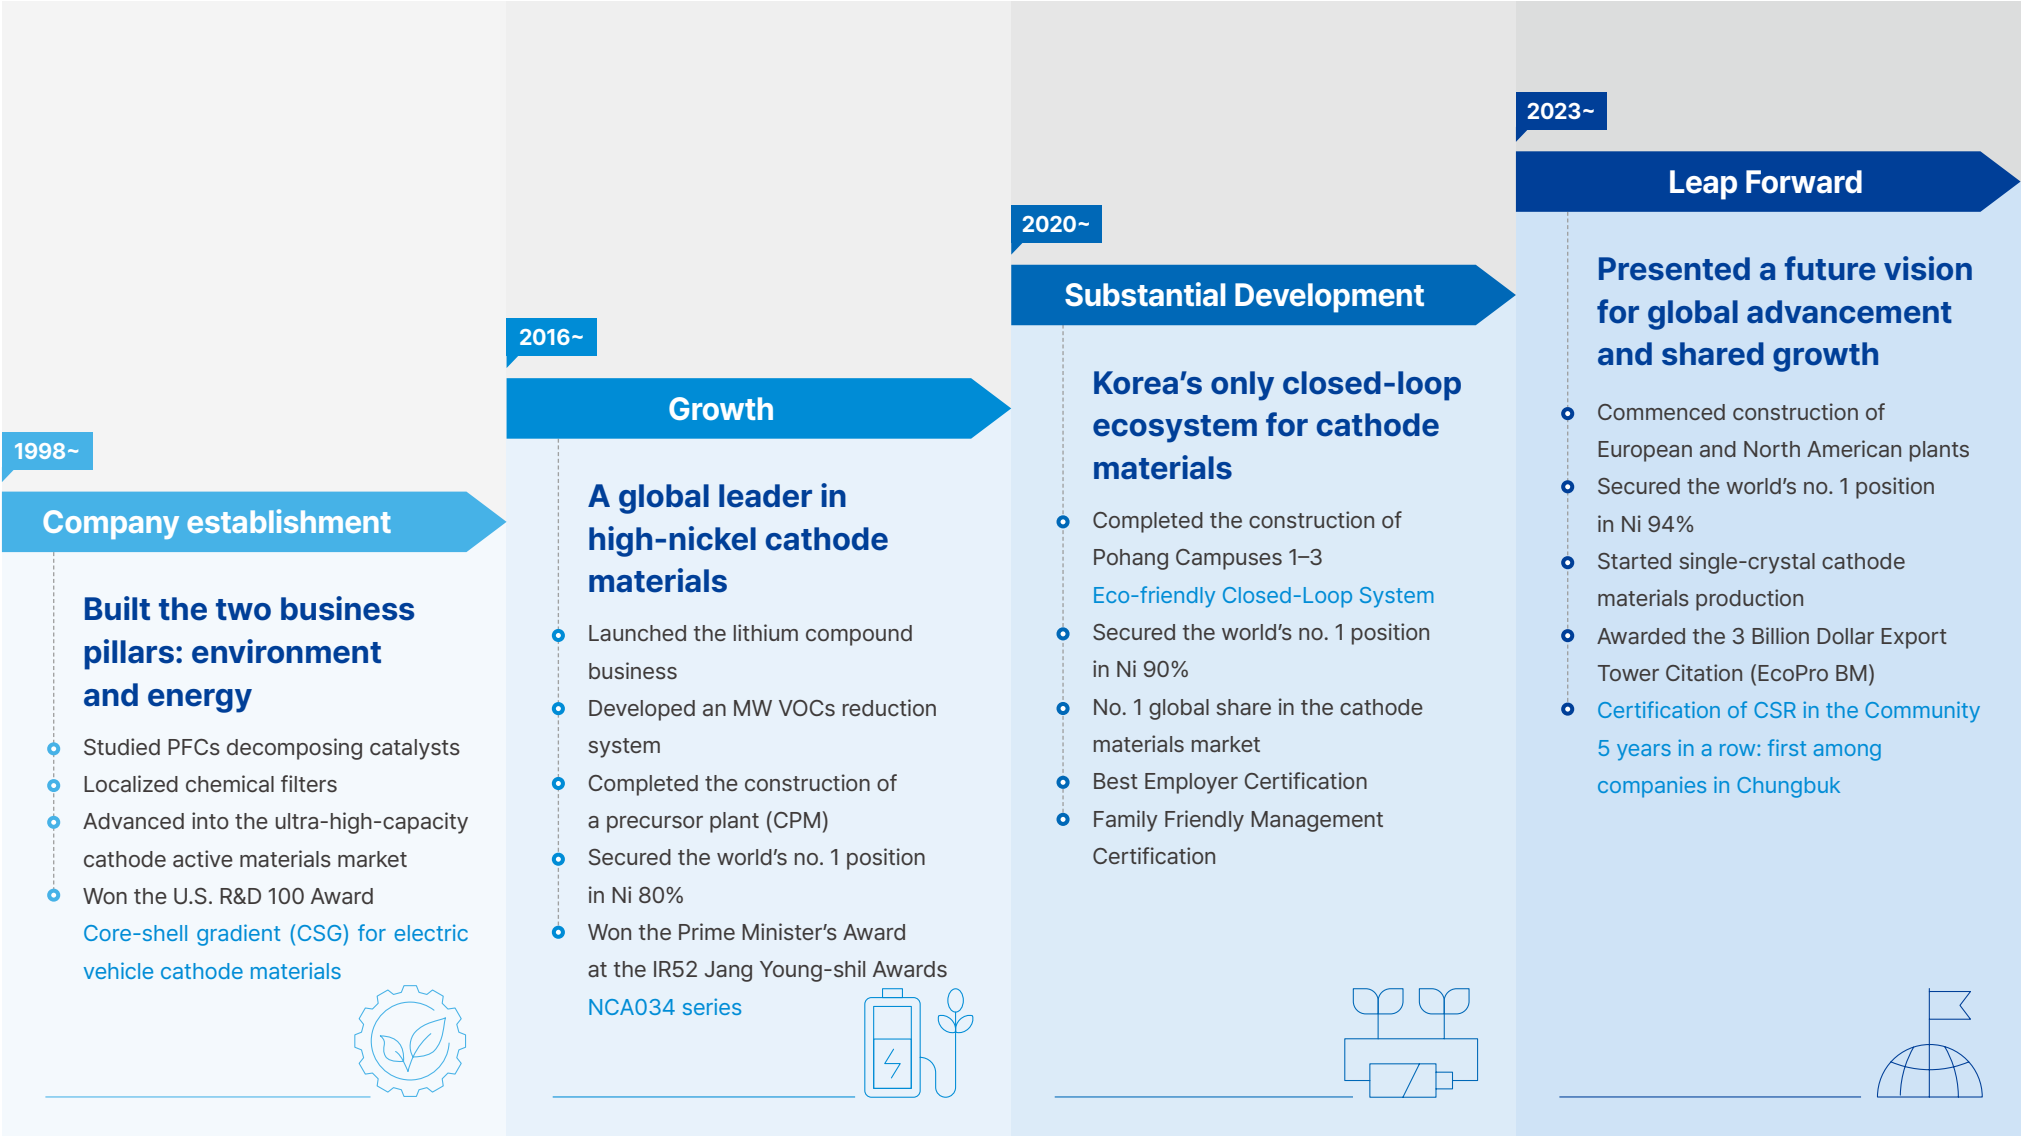 1998~
Company establishment
Built the two business
pillars: environment
and energy
Studied PFCs decomposing catalysts
Localized chemical filters
Advanced into the ultra-high-capacity
cathode active materials market
Won the U.S. R&D 100 Award
Core-shell gradient (CSG) for electric
vehicle cathode materials
2016~
Growth
A global leader in
high-nickel cathode
materials
Launched the lithium compound
business
Developed an MW VOCs reduction
system
Completed the construction of
a precursor plant (CPM)
Secured the world’s no. 1 position
in Ni 80%
Won the Prime Minister’s Award
at the IR52 Jang Young-shil Awards
NCA034 series
2020~
Substantial Development
Korea’s only closed-loop
ecosystem for cathode
materials
Completed the construction of
Pohang Campuses 1–3
Eco-friendly Closed-Loop System
Secured the world’s no. 1 position
in Ni 90%
No. 1 global share in the cathode
materials market
Best Employer Certification
Family Friendly Management
Certification
2023~
Leap Forward
Presented a future vision
for global advancement
and shared growth
Commenced construction of
European and North American plants
Secured the world’s no. 1 position
in Ni 94%
Started single-crystal cathode
materials production
Awarded the 3 Billion Dollar Export
Tower Citation (EcoPro BM)
Certification of CSR in the Community
5 years in a row: first among
companies in Chungbuk